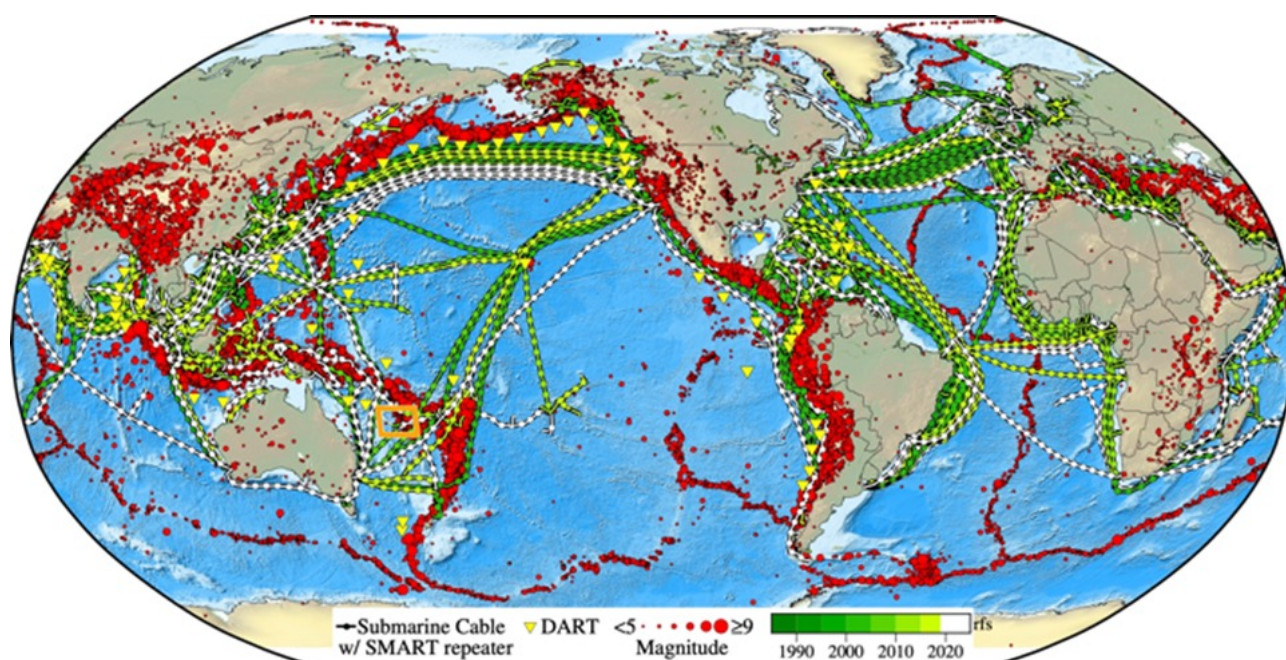 Submarine Cable
w/ SMART repeater
DART
<5 ≥9
Magnitude
rfs
1990 2000 2010 2020